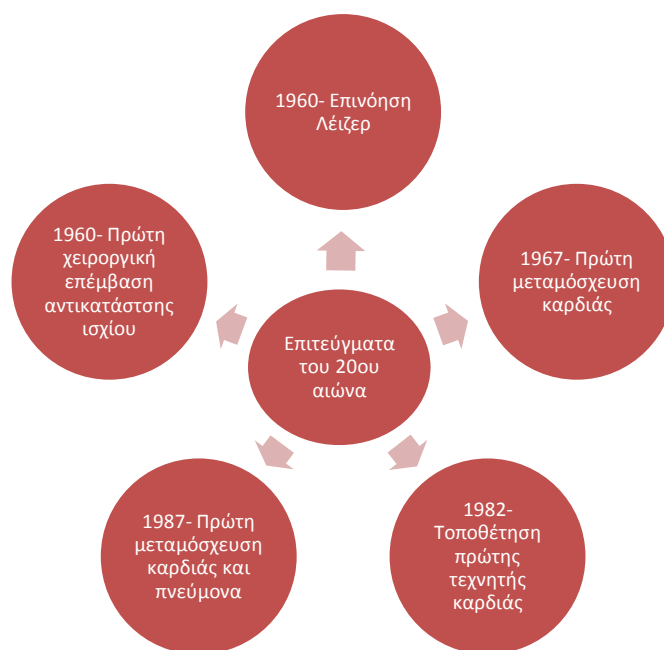 1960- Επινόηση
Λέιζερ
1960- Πρώτη
χειροργική
επέμβαση
αντικατάστσης
ισχίου
1967- Πρώτη
μεταμόσχευση
καρδιάς
Επιτεύγματα
του 20ου
αιώνα
1987- Πρώτη
μεταμόσχευση
καρδιάς και
πνεύμονα
1982-
Τοποθέτηση
πρώτης
τεχνητής
καρδιάς